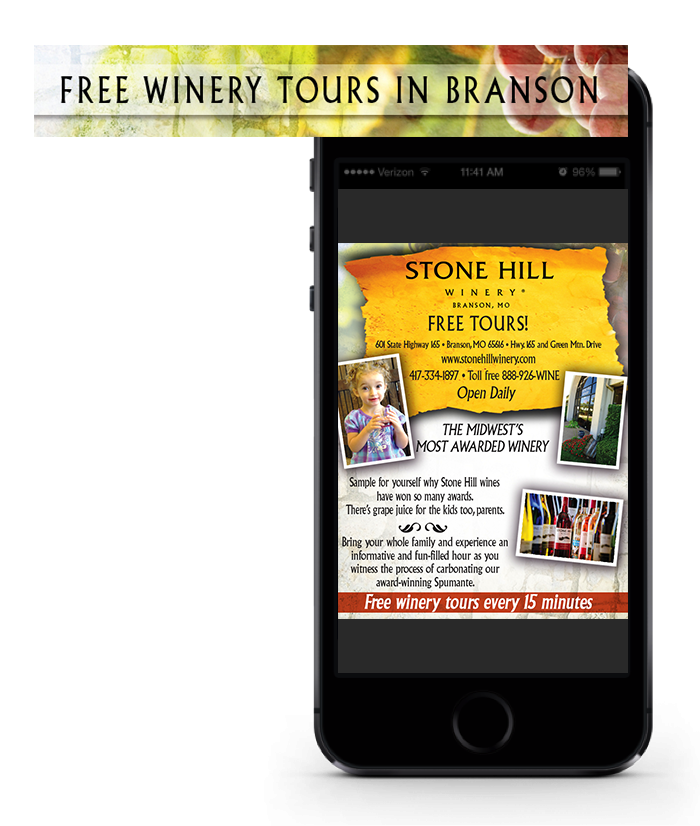 FREE WINERY TOURS IN BRANSON
Verizon 11:41 AM 96%
STONE HILL
WINERY®
BRANSON, MO
FREE TOURS!
601 State Highway 165 • Branson, MO 65616 • Hwy. 165 and Green Mtn. Drive
www.stonehillwinery.com
417-334-1897 • Toll free 888-926-WINE
Open Daily
THE MIDWEST'S
MOST AWARDED WINERY
Sample for yourself why Stone Hill wines
have won so many awards.
There's grape juice for the kids too, parents.
Bring your whole family and experience an
informative and fun-filled hour as you
witness the process of carbonating our
award-winning Spumante.
Free winery tours every 15 minutes